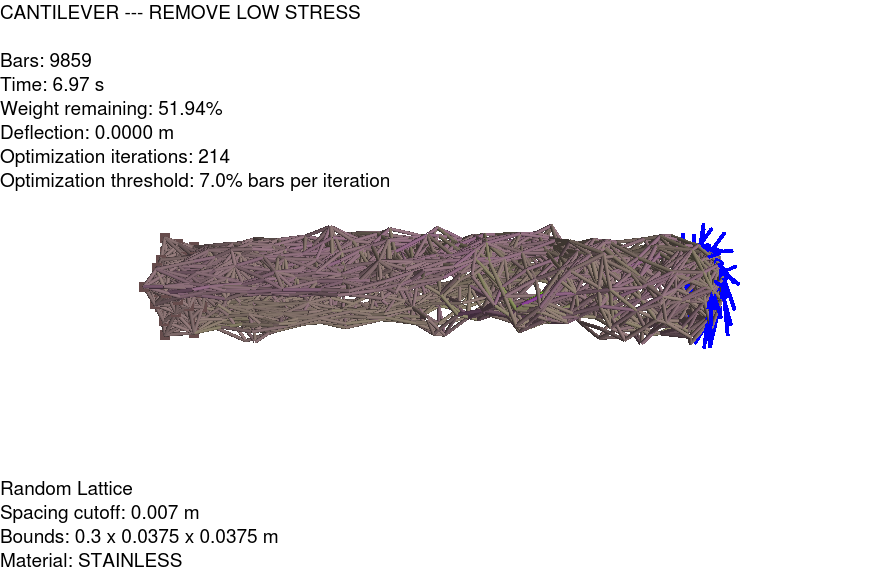 CANTILEVER --- REMOVE LOW STRESS
Bars: 9859
Time: 6.97 s
Weight remaining: 51.94%
Deflection: 0.0000 m
Optimization iterations: 214
Optimization threshold: 7.0% bars per iteration
Random Lattice
Spacing cutoff: 0.007 m
Bounds: 0.3 x 0.0375 x 0.0375 m
Material: STAINLESS